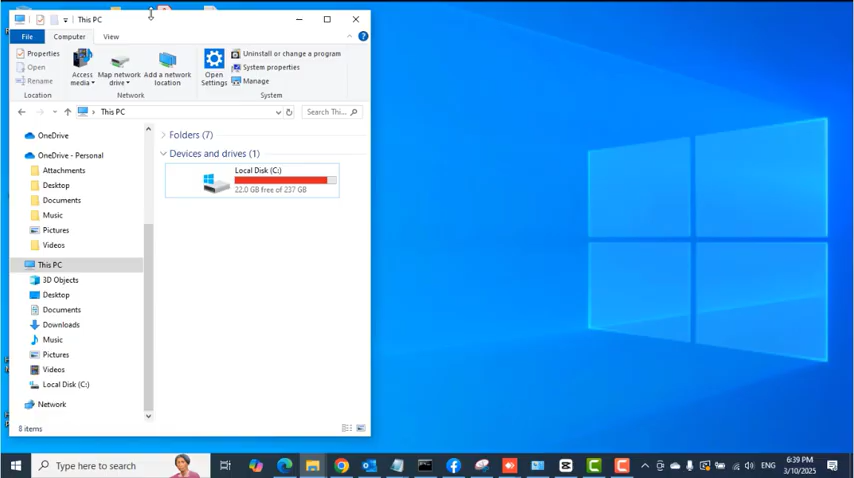 This PC
File
Computer
View
Properties
Open
Rename
Location
Access media
Map network drive
Add a network location
Network
Open Settings
Uninstall or change a program
System properties
Manage
System
This PC
Search Thi...
OneDrive
OneDrive - Personal
Attachments
Desktop
Documents
Music
Pictures
Videos
This PC
3D Objects
Desktop
Documents
Downloads
Music
Pictures
Videos
Local Disk (C:)
Network
Folders (7)
Devices and drives (1)
Local Disk (C:)
22.0 GB free of 237 GB
8 items
Type here to search
ENG
6:39 PM
3/10/2025